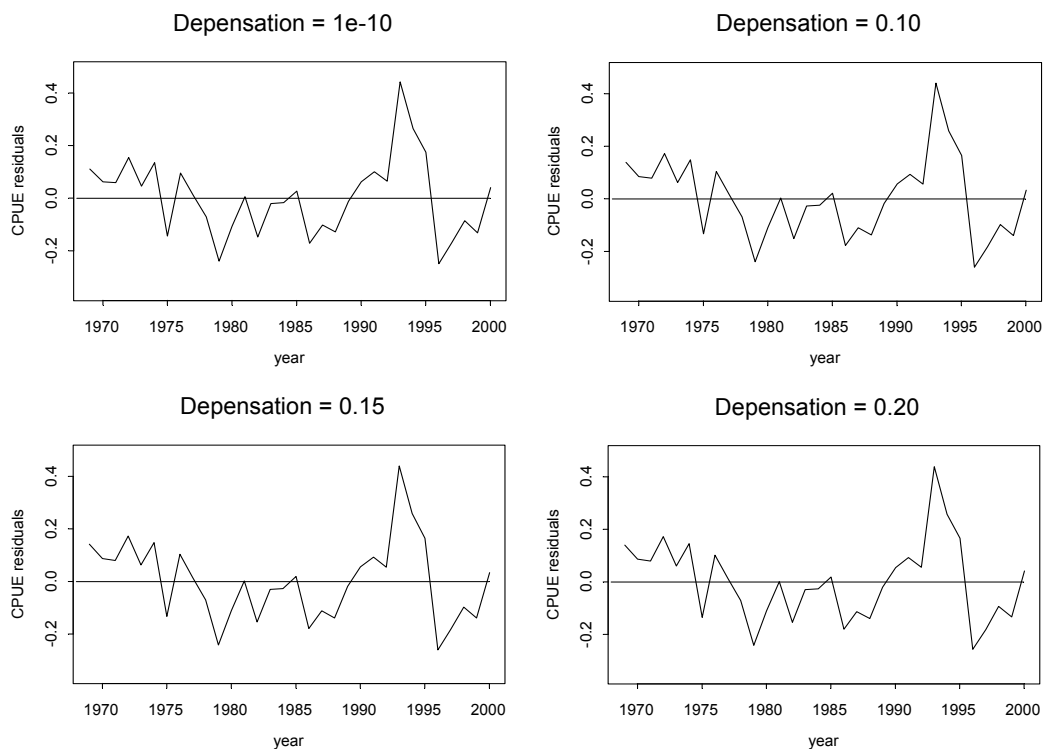 Depensation = 1e-10
CPUE residuals
0.4
0.2
0.0
-0.2
1970 1975 1980 1985 1990 1995 2000
year
Depensation = 0.10
CPUE residuals
0.4
0.2
0.0
-0.2
1970 1975 1980 1985 1990 1995 2000
year
Depensation = 0.15
CPUE residuals
0.4
0.2
0.0
-0.2
1970 1975 1980 1985 1990 1995 2000
year
Depensation = 0.20
CPUE residuals
0.4
0.2
0.0
-0.2
1970 1975 1980 1985 1990 1995 2000
year